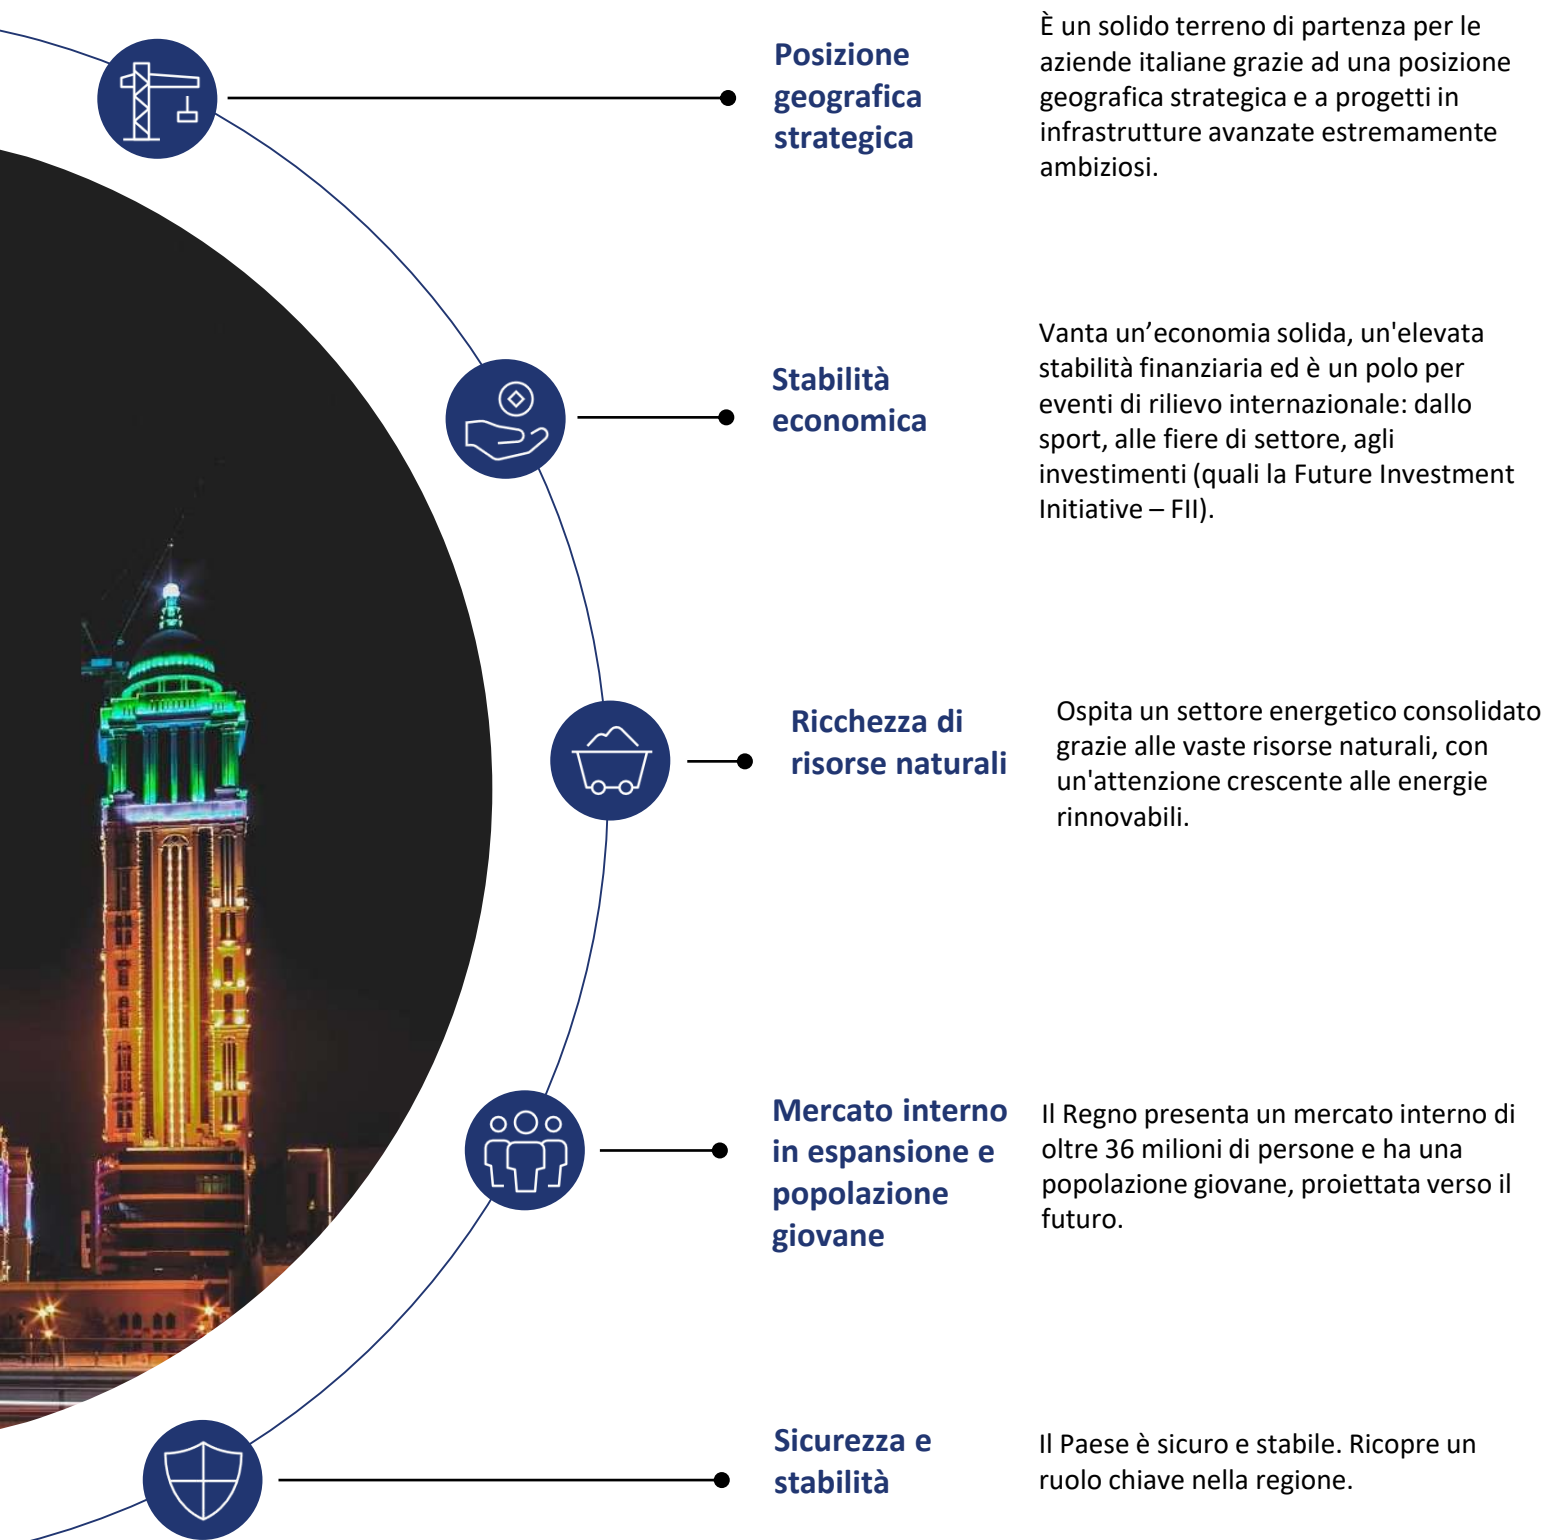 Posizione
geografica
strategica
È un solido terreno di partenza per le
aziende italiane grazie ad una posizione
geografica strategica e a progetti in
infrastrutture avanzate estremamente
ambiziosi.
Stabilità
economica
Vanta un’economia solida, un'elevata
stabilità finanziaria ed è un polo per
eventi di rilievo internazionale: dallo
sport, alle fiere di settore, agli
investimenti (quali la Future Investment
Initiative – FII).
Ricchezza di
risorse naturali
Ospita un settore energetico consolidato
grazie alle vaste risorse naturali, con
un'attenzione crescente alle energie
rinnovabili.
Mercato interno
in espansione e
popolazione
giovane
Il Regno presenta un mercato interno di
oltre 36 milioni di persone e ha una
popolazione giovane, proiettata verso il
futuro.
Sicurezza e
stabilità
Il Paese è sicuro e stabile. Ricopre un
ruolo chiave nella regione.